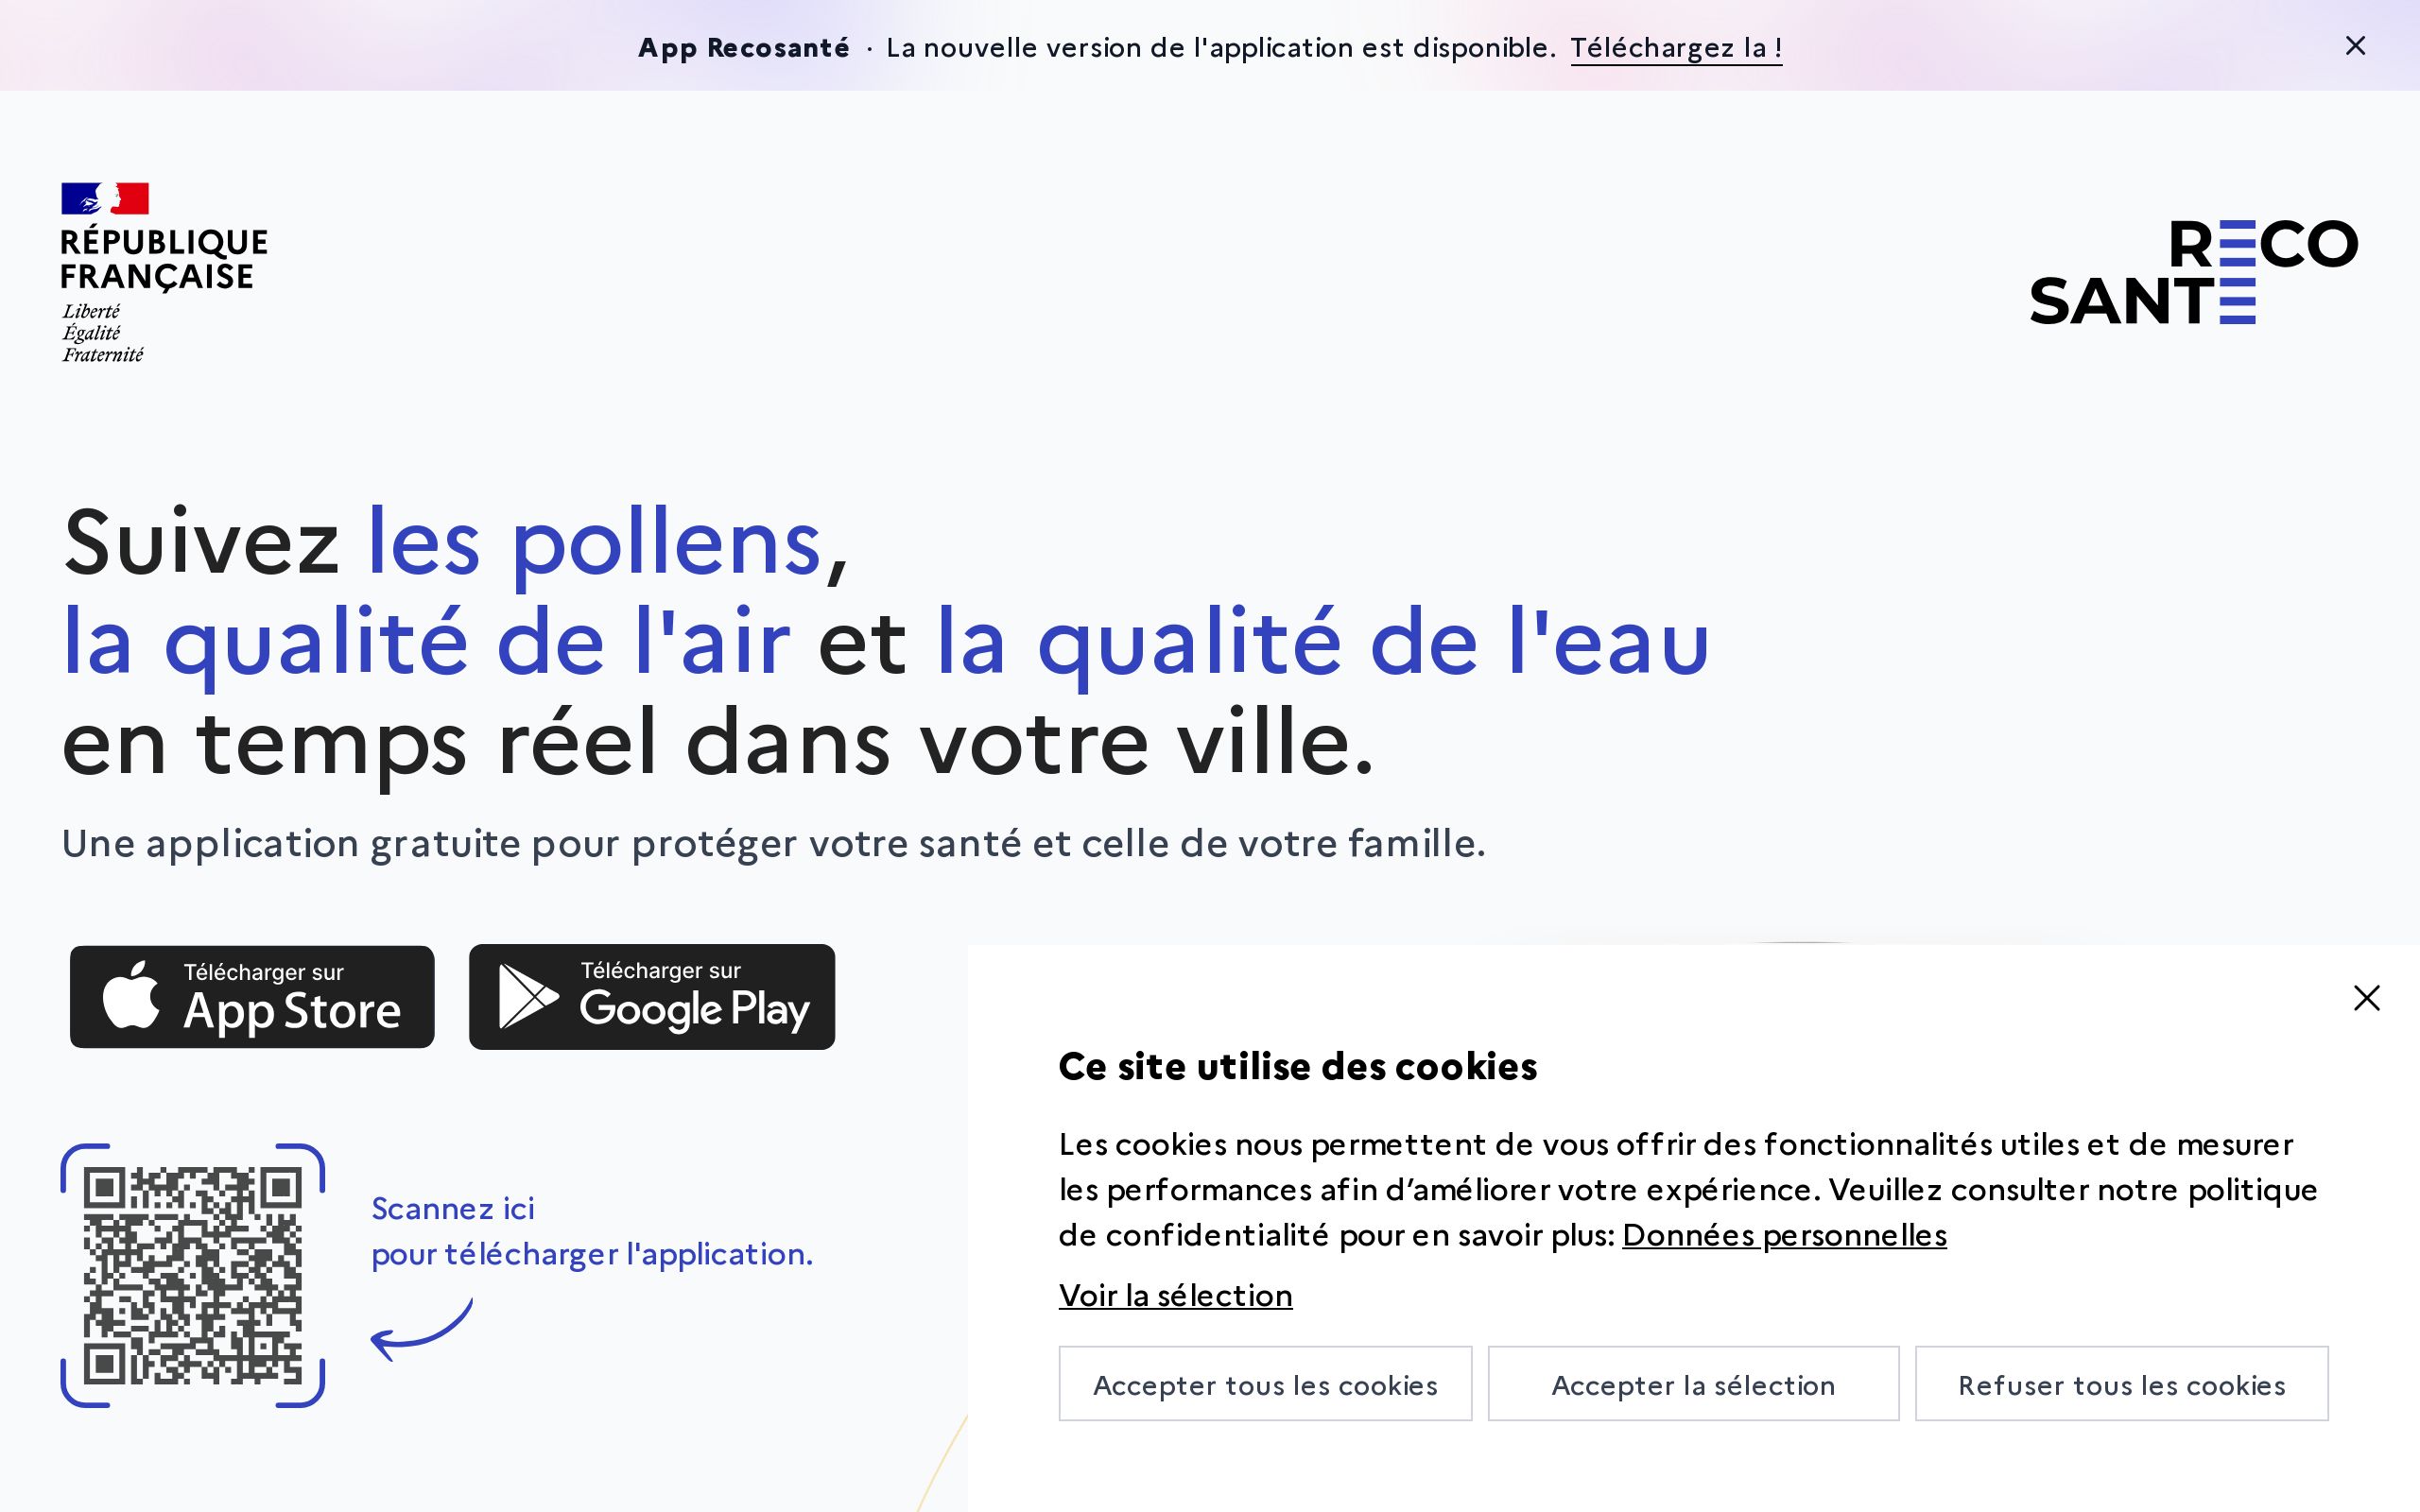 App Recosanté · La nouvelle version de l'application est disponible. Téléchargez la !
RÉPUBLIQUE
FRANÇAISE
Liberté
Égalité
Fraternité
RECO
SANTE
Suivez les pollens,
la qualité de l'air et la qualité de l'eau
en temps réel dans votre ville.
Une application gratuite pour protéger votre santé et celle de votre famille.
Télécharger sur
App Store
Télécharger sur
Google Play
Scannez ici
pour télécharger l'application.
Ce site utilise des cookies
Les cookies nous permettent de vous offrir des fonctionnalités utiles et de mesurer
les performances afin d’améliorer votre expérience. Veuillez consulter notre politique
de confidentialité pour en savoir plus: Données personnelles
Voir la sélection
Accepter tous les cookies
Accepter la sélection
Refuser tous les cookies